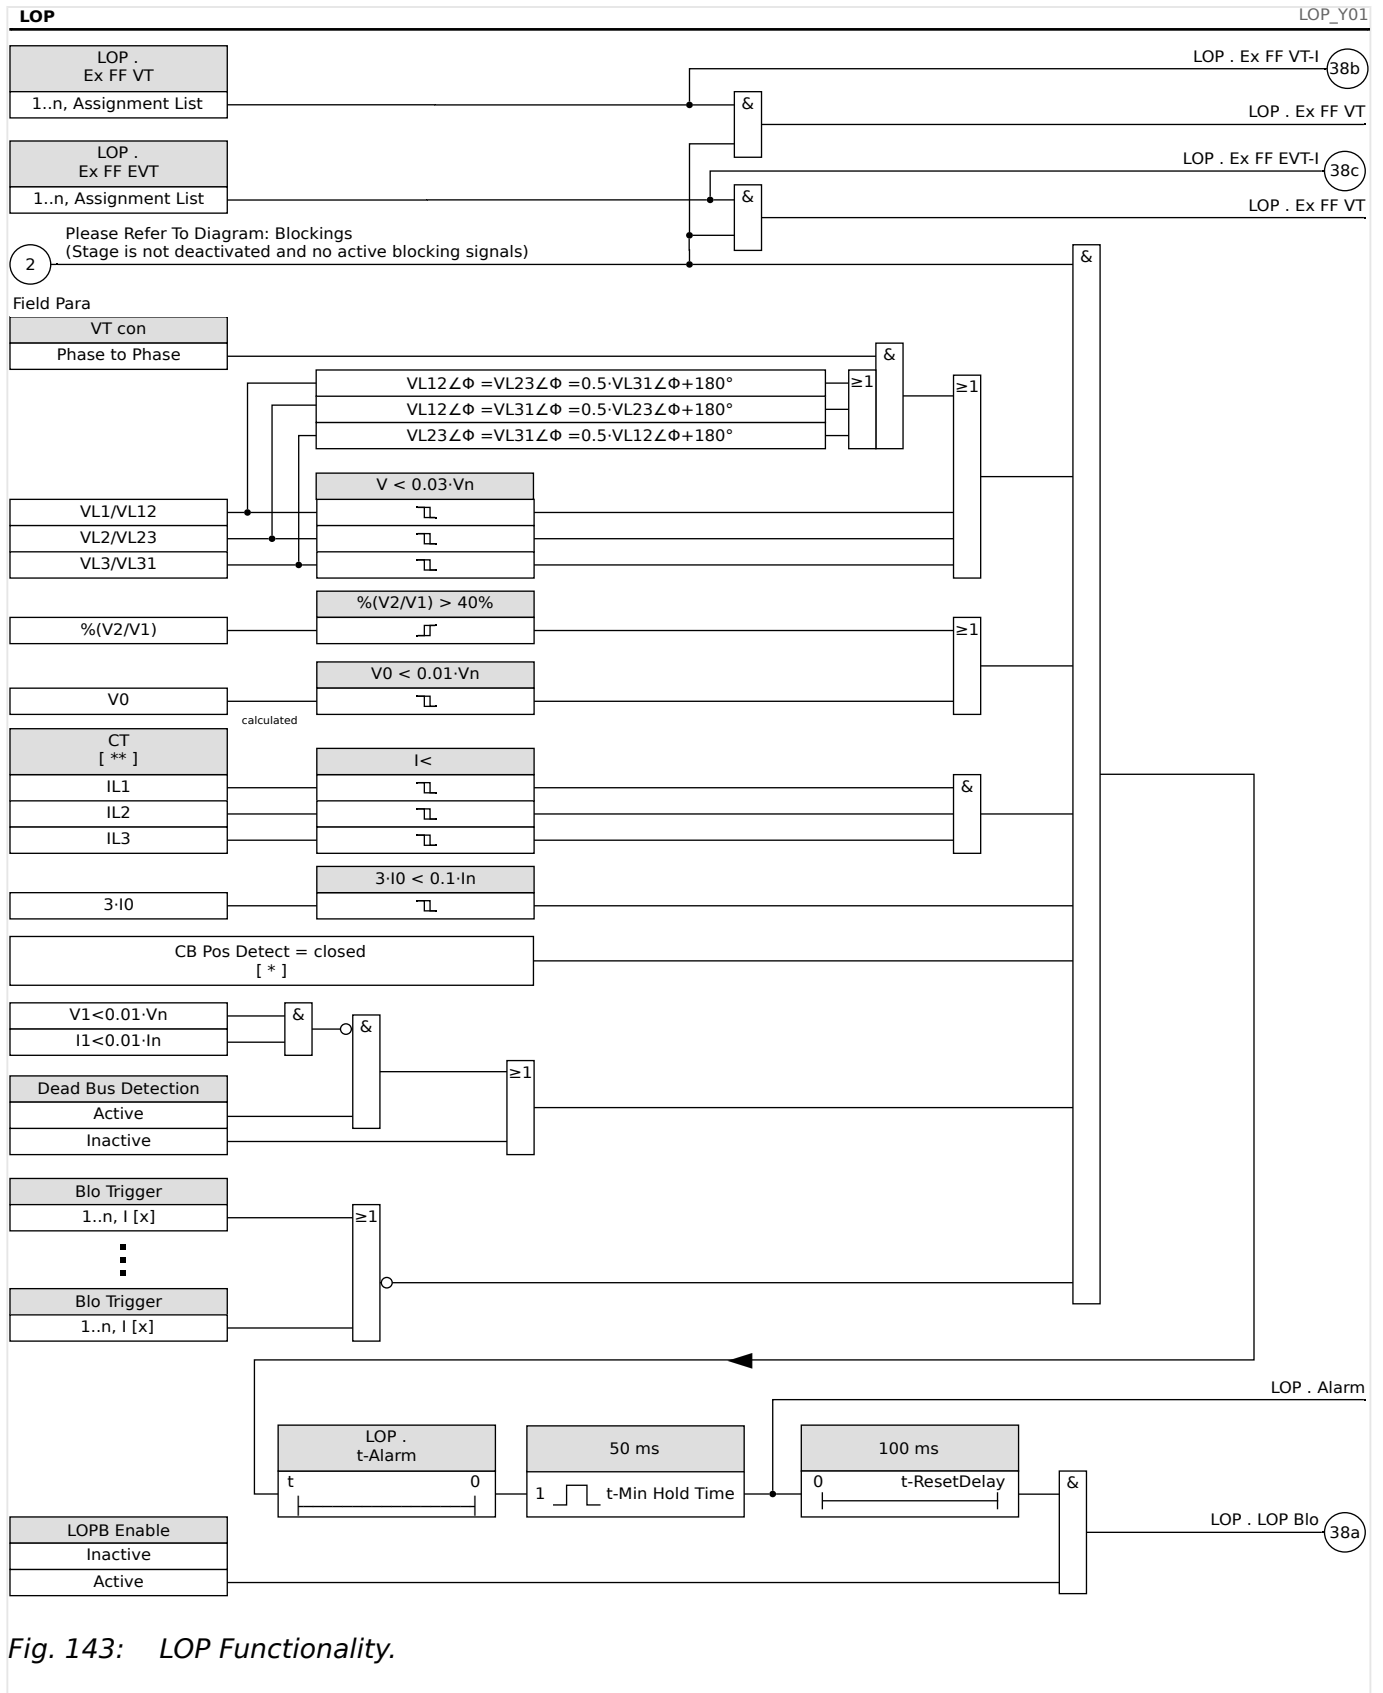 LOP
LOP_Y01
LOP .
Ex FF VT
1..n, Assignment List
LOP . Ex FF VT-I
38b
&
LOP . Ex FF VT
LOP .
Ex FF EVT
1..n, Assignment List
LOP . Ex FF EVT-I
38c
&
LOP . Ex FF VT
Please Refer To Diagram: Blockings
(Stage is not deactivated and no active blocking signals)
2
&
Field Para
VT con
Phase to Phase
&
VL12∠Φ =VL23∠Φ =0.5·VL31∠Φ+180°
≥1
≥1
VL12∠Φ =VL31∠Φ =0.5·VL23∠Φ+180°
VL23∠Φ =VL31∠Φ =0.5·VL12∠Φ+180°
V < 0.03·Vn
VL1/VL12
VL2/VL23
VL3/VL31
%(V2/V1) > 40%
%(V2/V1)
≥1
V0 < 0.01·Vn
V0
calculated
CT
[ ** ]
I<
IL1
&
IL2
IL3
3·I0 < 0.1·In
3·I0
CB Pos Detect = closed
[ * ]
V1<0.01·Vn
&
&
I1<0.01·In
≥1
Dead Bus Detection
Active
Inactive
Blo Trigger
1..n, I [x]
≥1
Blo Trigger
1..n, I [x]
LOP . Alarm
LOP .
t-Alarm
t 0
50 ms
1 t-Min Hold Time
100 ms
0 t-ResetDelay
&
LOP . LOP Blo
38a
LOPB Enable
Inactive
Active
Fig. 143: LOP Functionality.